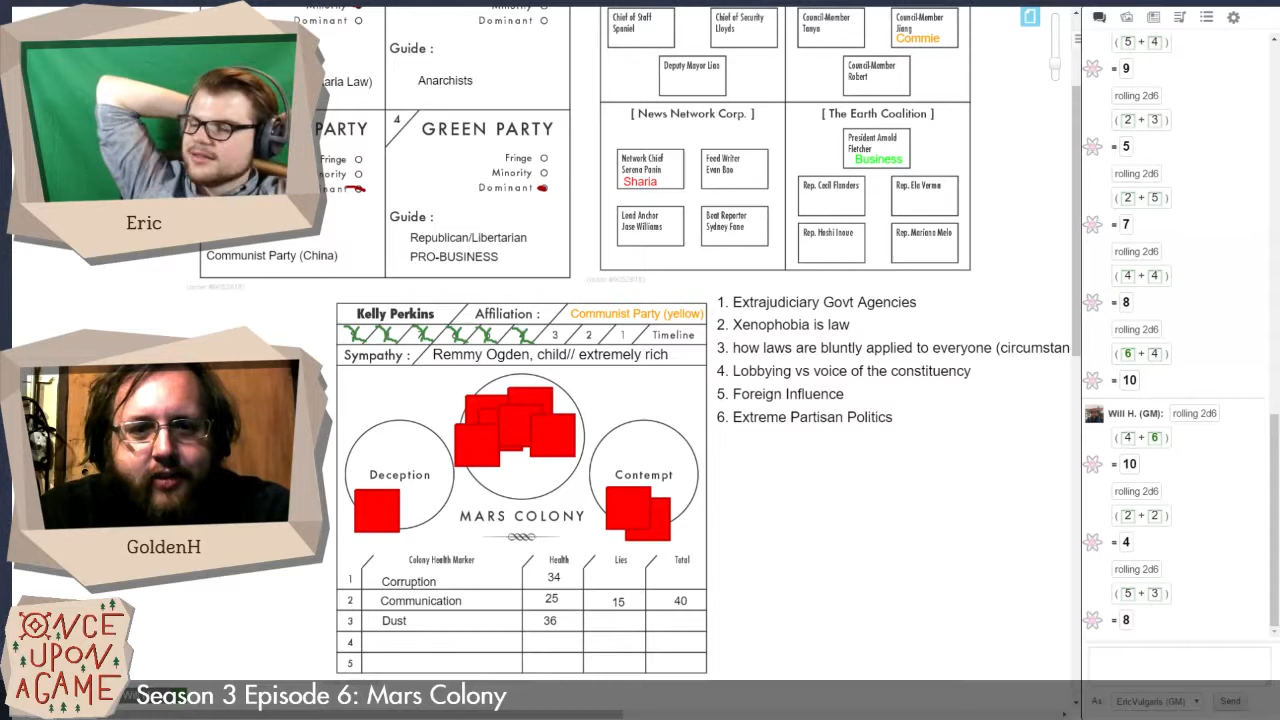 Minority
Dominant
Guide :
aria Law)
Anarchists
PARTY
4
GREEN PARTY
Fringe
nority
nant
Fringe
Minority
Dominant
Guide :
Republican/Libertarian
Communist Party (China)
PRO-BUSINESS
Chief of Staff
Spaniel
Chief of Security
Lloyds
Deputy Mayor Liao
Council-Member
Tanya
Council-Member
Jiang
Commie
Council-Member
Robert
[ News Network Corp. ]
[ The Earth Coalition ]
Network Chief
Serena Panin
Sharia
Feed Writer
Evan Boo
Lead Anchor
Jase Williams
Beat Reporter
Sydney Fane
President Arnold
Fletcher
Business
Rep. Cecil Flanders
Rep. Ela Verma
Rep. Hoshi Inoue
Rep. Mariana Melo
Kelly Perkins
Affiliation :
Communist Party (yellow)
3 2 1 Timeline
Sympathy :
Remmy Ogden, child// extremely rich
Deception
Contempt
MARS COLONY
Colony Health Marker Health Lies Total
1 Corruption 34
2 Communication 25 15 40
3 Dust 36
4
5
1. Extrajudiciary Govt Agencies
2. Xenophobia is law
3. how laws are bluntly applied to everyone (circumstan
4. Lobbying vs voice of the constituency
5. Foreign Influence
6. Extreme Partisan Politics
( 5 + 4 )
= 9
rolling 2d6
( 2 + 3 )
= 5
rolling 2d6
( 2 + 5 )
= 7
rolling 2d6
( 4 + 4 )
= 8
rolling 2d6
( 6 + 4 )
= 10
Will H. (GM): rolling 2d6
( 4 + 6 )
= 10
rolling 2d6
( 2 + 2 )
= 4
rolling 2d6
( 5 + 3 )
= 8
As: EricVulgaris (GM) Send
Eric
GoldenH
ONCE
UPON
A GAME
Season 3 Episode 6: Mars Colony